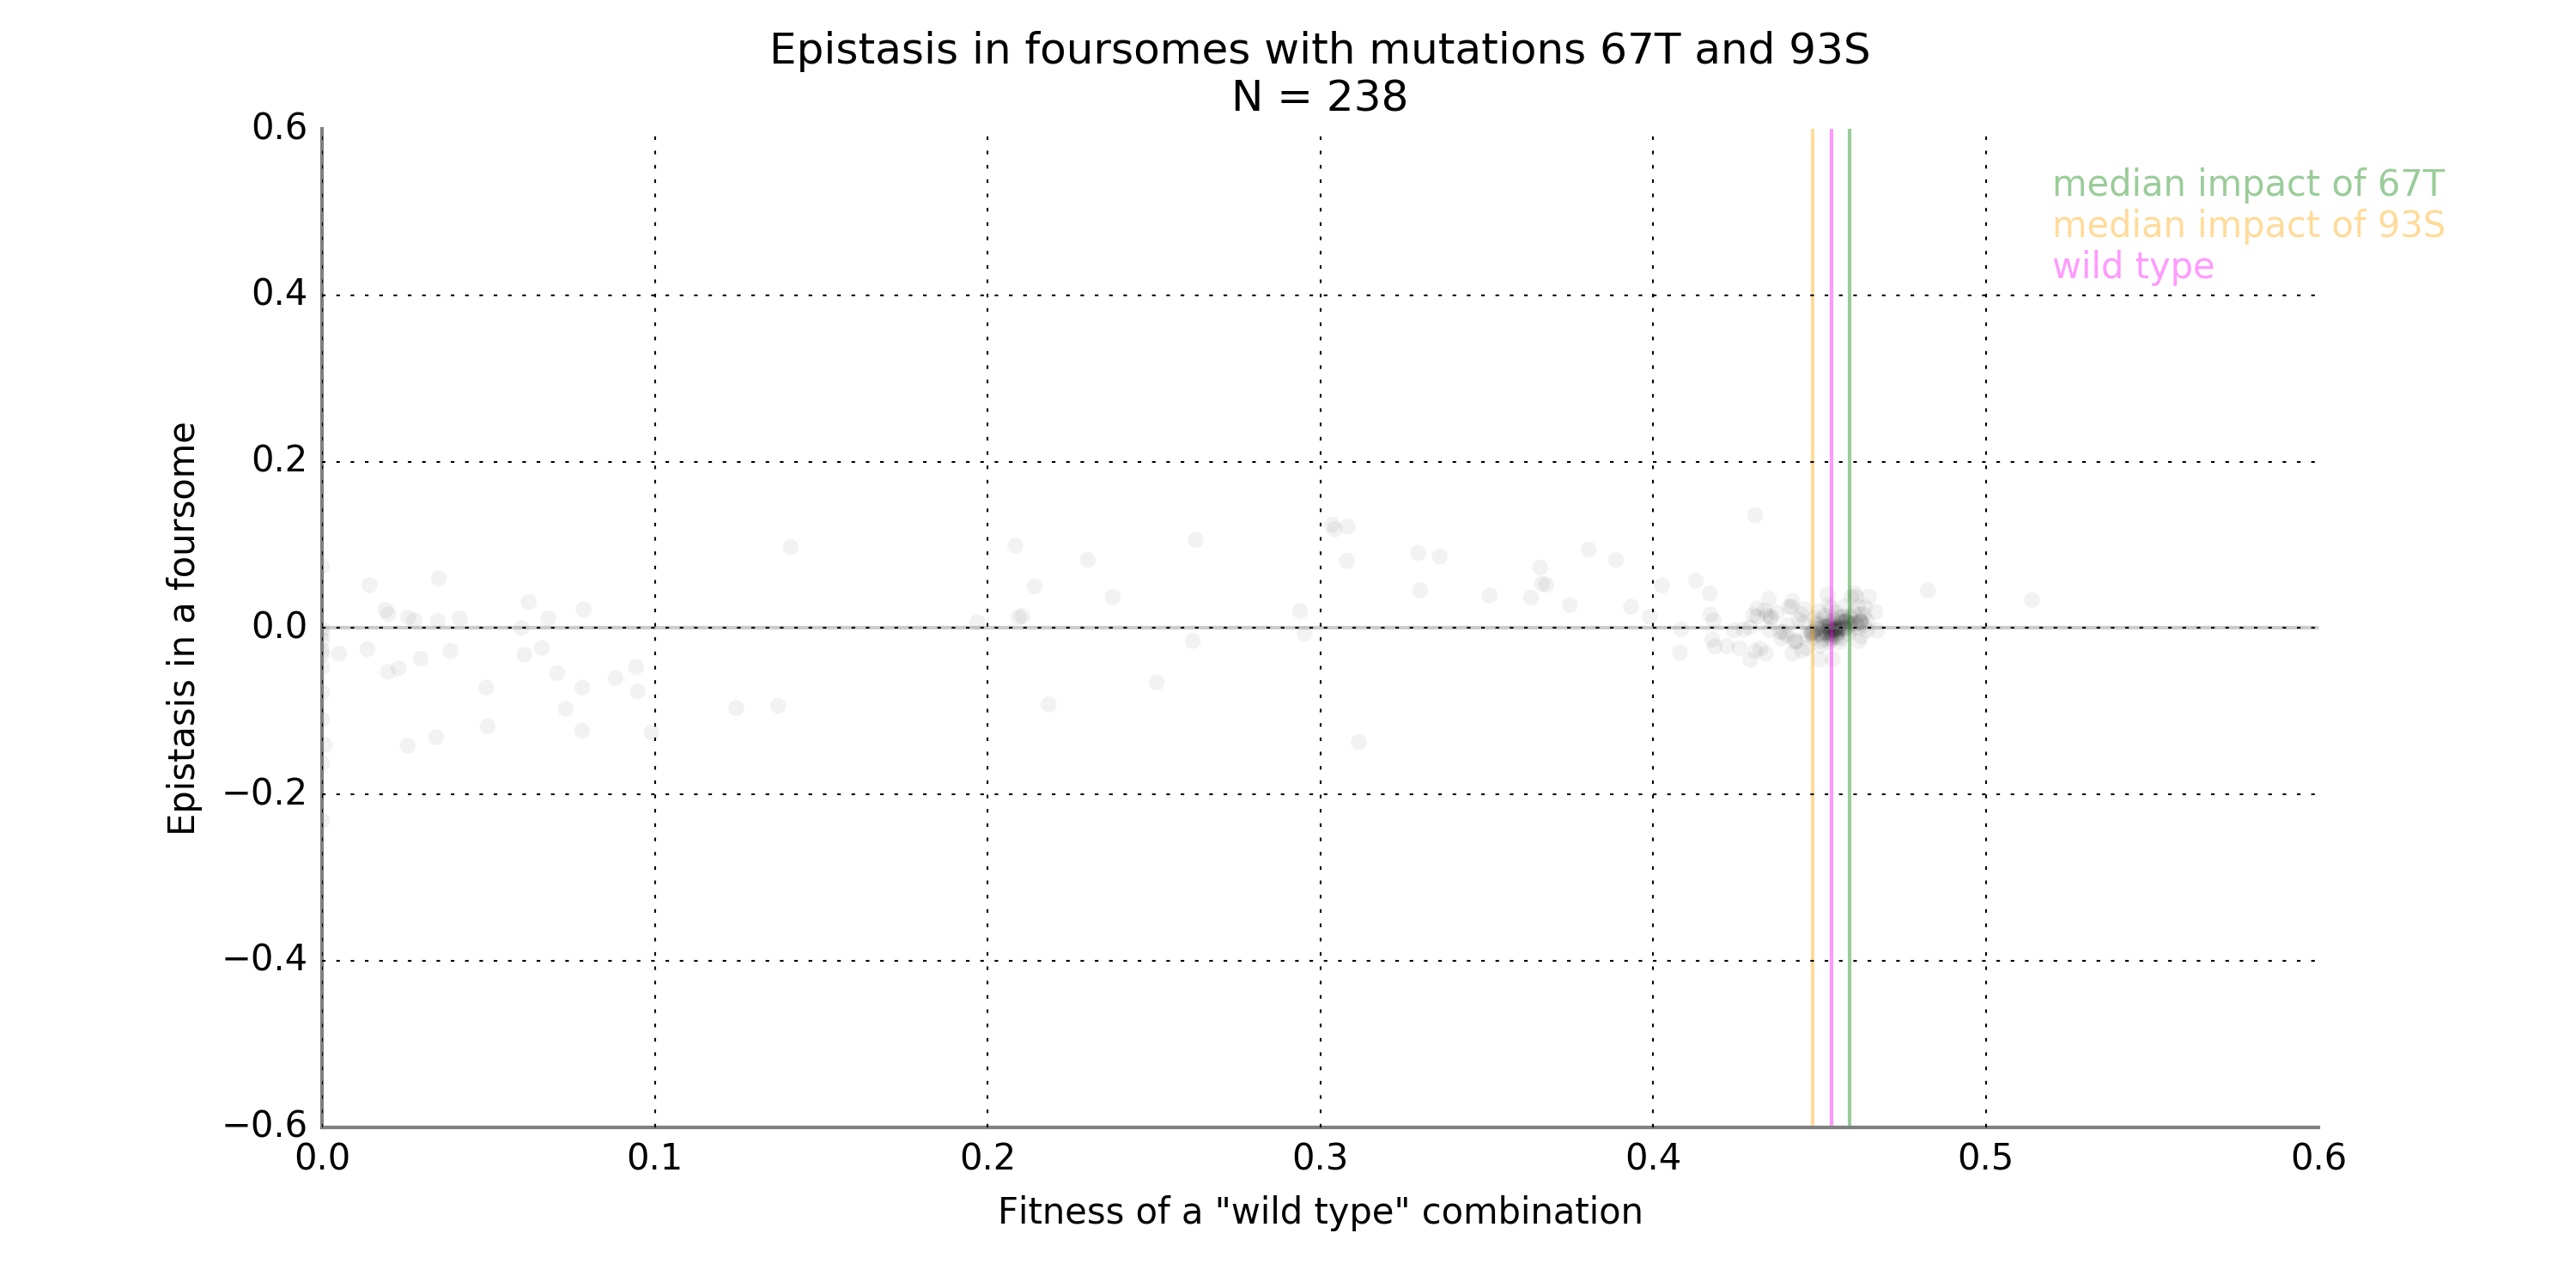 Epistasis in foursomes with mutations 67T and 93S
N = 238
median impact of 67T
median impact of 93S
wild type
Epistasis in a foursome
0.6
0.4
0.2
0.0
−0.2
−0.4
−0.6
0.0 0.1 0.2 0.3 0.4 0.5 0.6
Fitness of a "wild type" combination